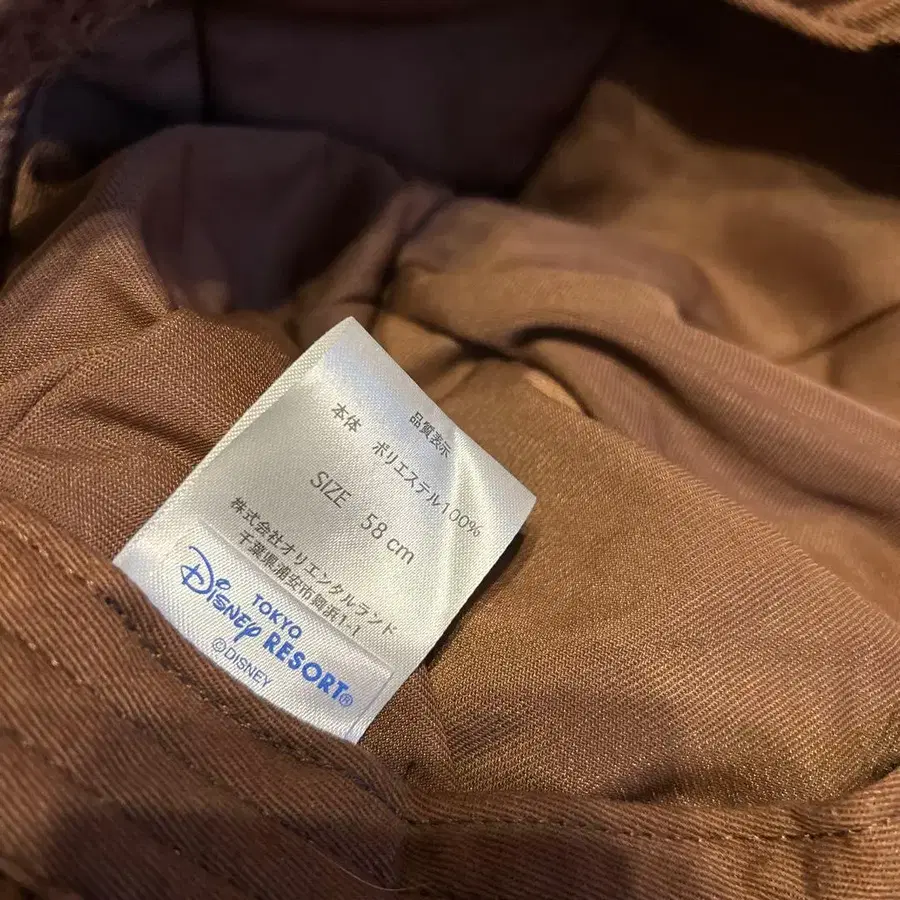 品質表示
本体 ポリエステル100%
SIZE 58 cm
株式会社オリエンタルランド
千葉県浦安市舞浜1-1
TOKYO
DISNEY RESORT®
©DISNEY